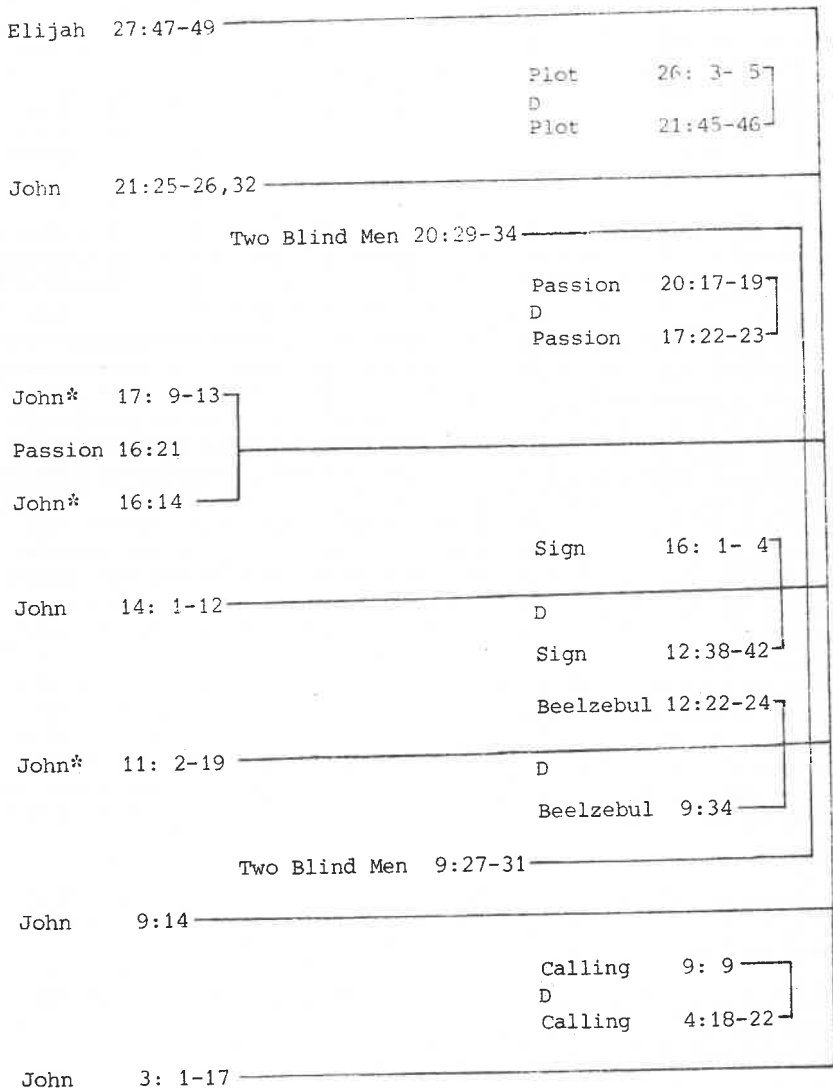 Elijah 27:47-49
Plot 26: 3- 5
D
Plot 21:45-46
John 21:25-26,32
Two Blind Men 20:29-34
Passion 20:17-19
D
Passion 17:22-23
John* 17: 9-13
Passion 16:21
John* 16:14
Sign 16: 1- 4
John 14: 1-12 D
Sign 12:38-42
Beelzebul 12:22-24
John* 11: 2-19 D
Beelzebul 9:34
Two Blind Men 9:27-31
John 9:14
Calling 9: 9
D
Calling 4:18-22
John 3: 1-17